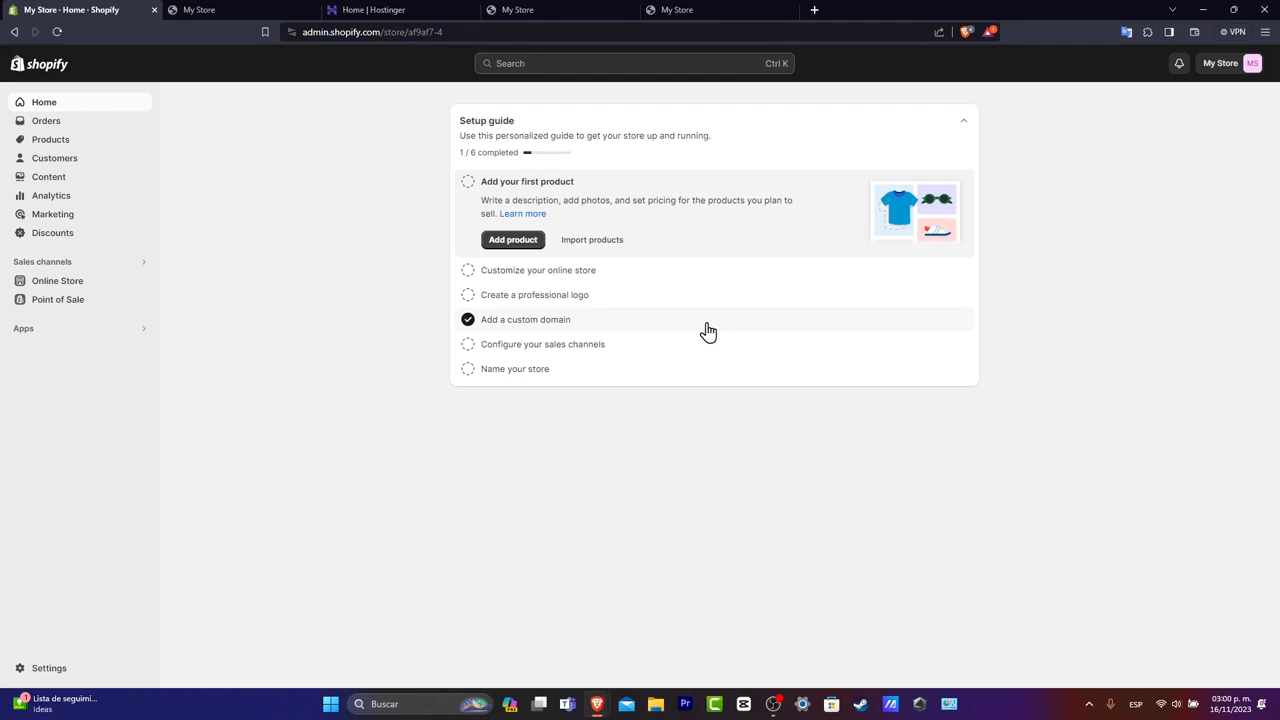 My Store - Home · Shopify
My Store
Home | Hostinger
My Store
My Store
admin.shopify.com/store/af9af7-4
VPN
shopify
Search
Ctrl K
My Store
MS
Home
Orders
Products
Customers
Content
Analytics
Marketing
Discounts
Sales channels
Online Store
Point of Sale
Apps
Settings
Setup guide
Use this personalized guide to get your store up and running.
1 / 6 completed
Add your first product
Write a description, add photos, and set pricing for the products you plan to
sell. Learn more
Add product
Import products
Customize your online store
Create a professional logo
Add a custom domain
Configure your sales channels
Name your store
1
Lista de seguimi...
Ideas
Buscar
ESP
03:00 p. m.
16/11/2023